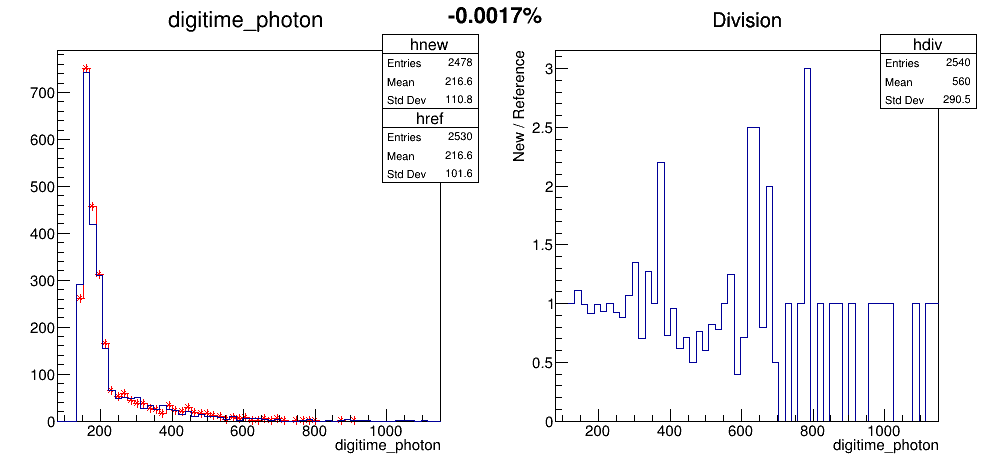 digitime_photon
-0.0017%
Division
hnew
Entries 2478
Mean 216.6
Std Dev 110.8
href
Entries 2530
Mean 216.6
Std Dev 101.6
700
600
500
400
300
200
100
0
200 400 600 800 1000
digitime_photon
hdiv
Entries 2540
Mean 560
Std Dev 290.5
New / Reference
3
2.5
2
1.5
1
0.5
0
200 400 600 800 1000
digitime_photon